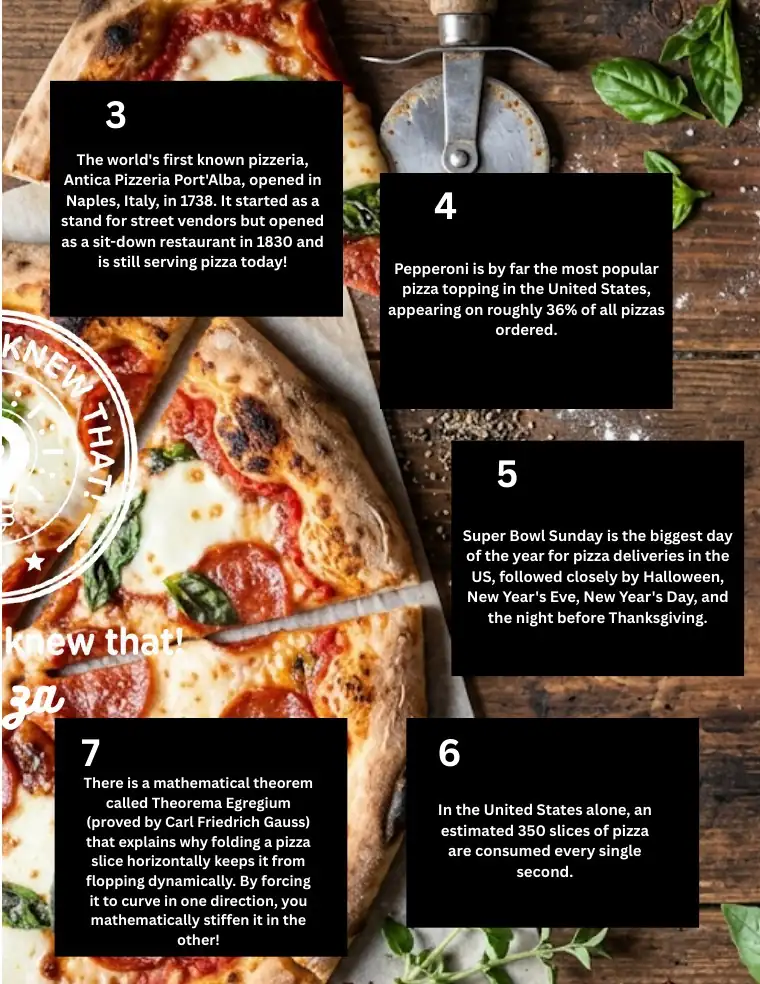 3
The world's first known pizzeria,
Antica Pizzeria Port'Alba, opened in
Naples, Italy, in 1738. It started as a
stand for street vendors but opened
as a sit-down restaurant in 1830 and
is still serving pizza today!
4
Pepperoni is by far the most popular
pizza topping in the United States,
appearing on roughly 36% of all pizzas
ordered.
KNEW THAT!
5
Super Bowl Sunday is the biggest day
of the year for pizza deliveries in the
US, followed closely by Halloween,
New Year's Eve, New Year's Day, and
the night before Thanksgiving.
knew that!
za
7
There is a mathematical theorem
called Theorema Egregium
(proved by Carl Friedrich Gauss)
that explains why folding a pizza
slice horizontally keeps it from
flopping dynamically. By forcing
it to curve in one direction, you
mathematically stiffen it in the
other!
6
In the United States alone, an
estimated 350 slices of pizza
are consumed every single
second.